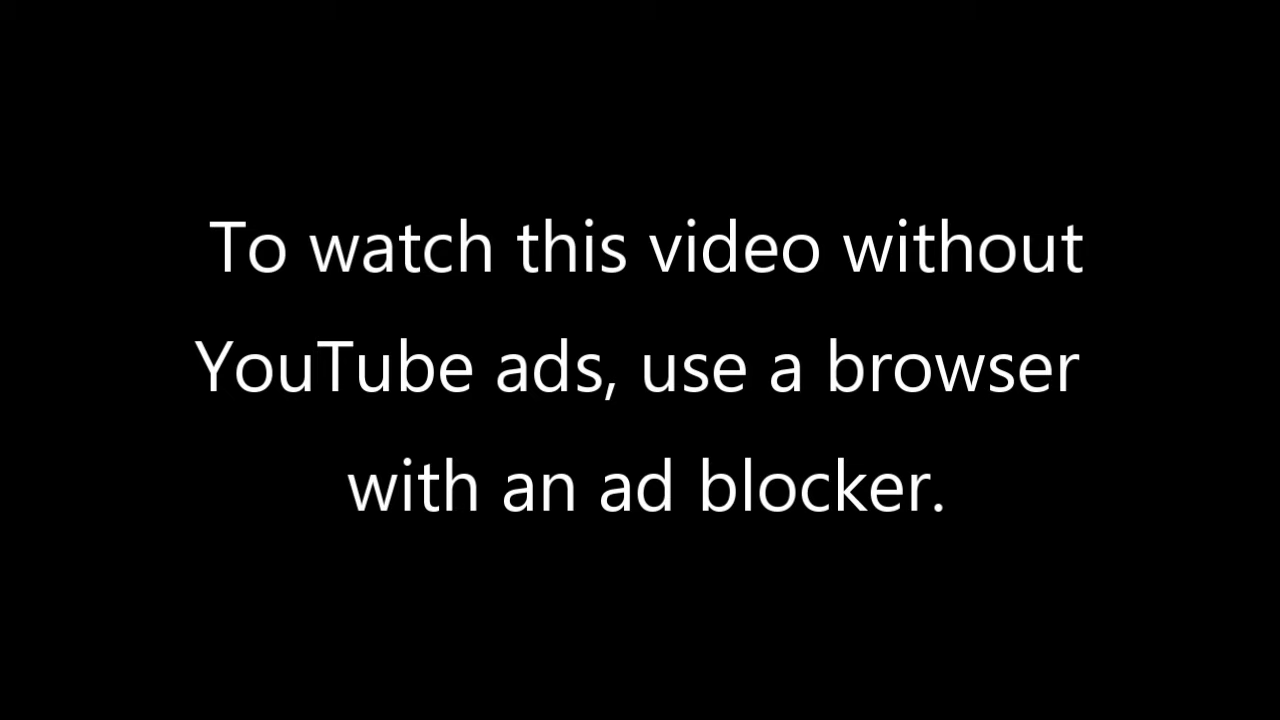 To watch this video without
YouTube ads, use a browser
with an ad blocker.